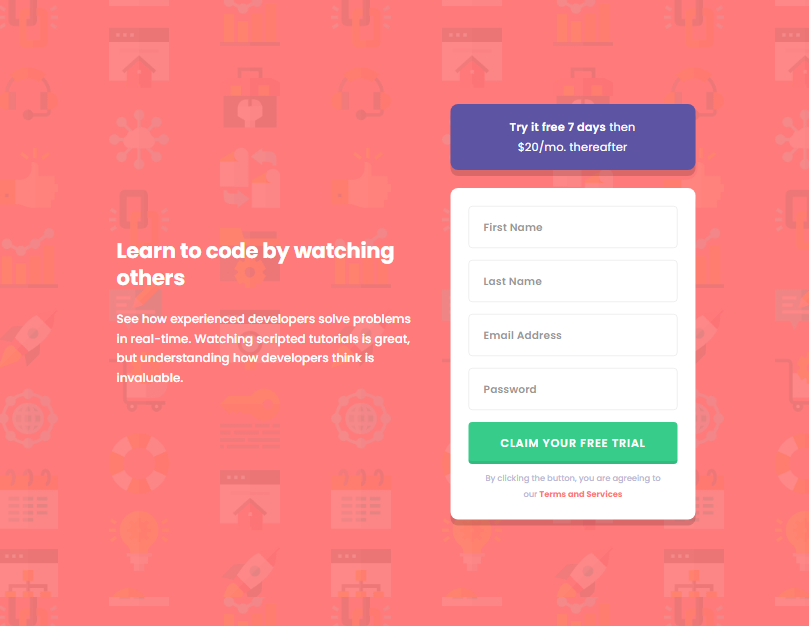 Learn to code by watching
others
See how experienced developers solve problems
in real-time. Watching scripted tutorials is great,
but understanding how developers think is
invaluable.
Try it free 7 days then
$20/mo. thereafter
First Name
Last Name
Email Address
Password
CLAIM YOUR FREE TRIAL
By clicking the button, you are agreeing to
our Terms and Services